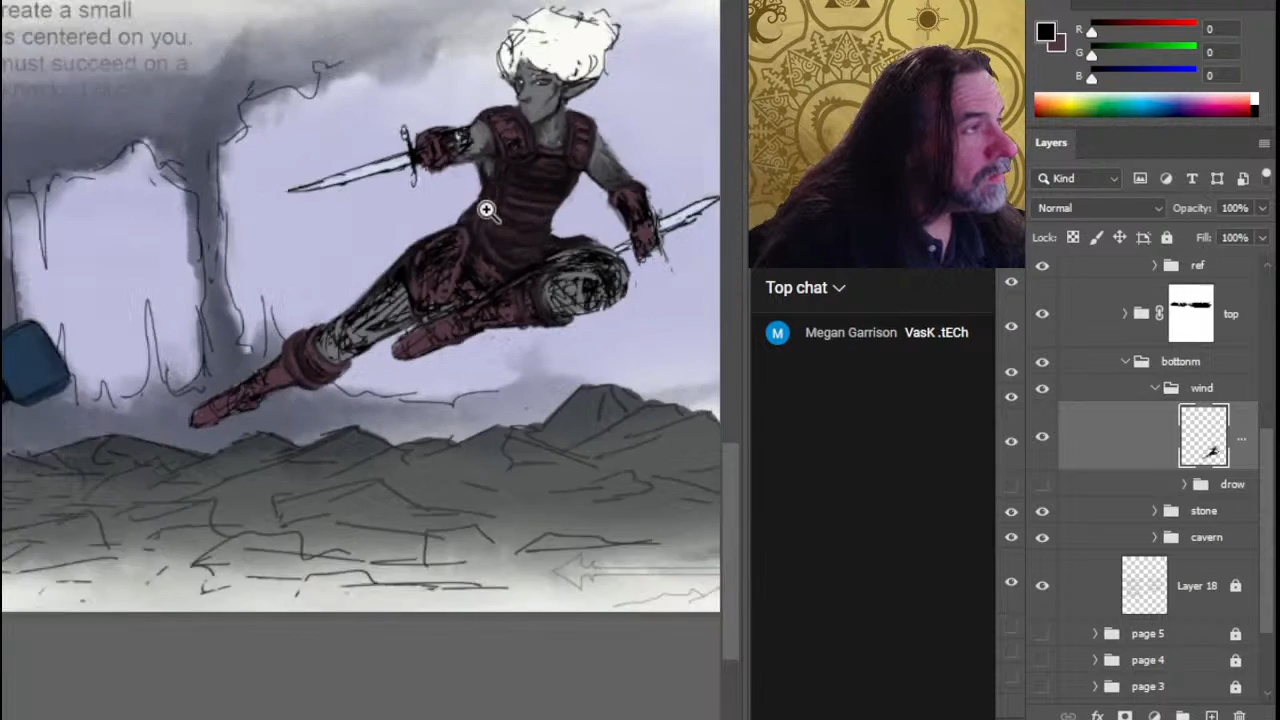 reate a small
s centered on you.
must succeed on a
R 0
G 0
B 0
Layers
Kind
Normal Opacity: 100%
Lock: Fill: 100%
ref
top
bottonm
wind
...
drow
stone
cavern
Layer 18
page 5
page 4
page 3
fx
Top chat
M Megan Garrison VasK .tECh